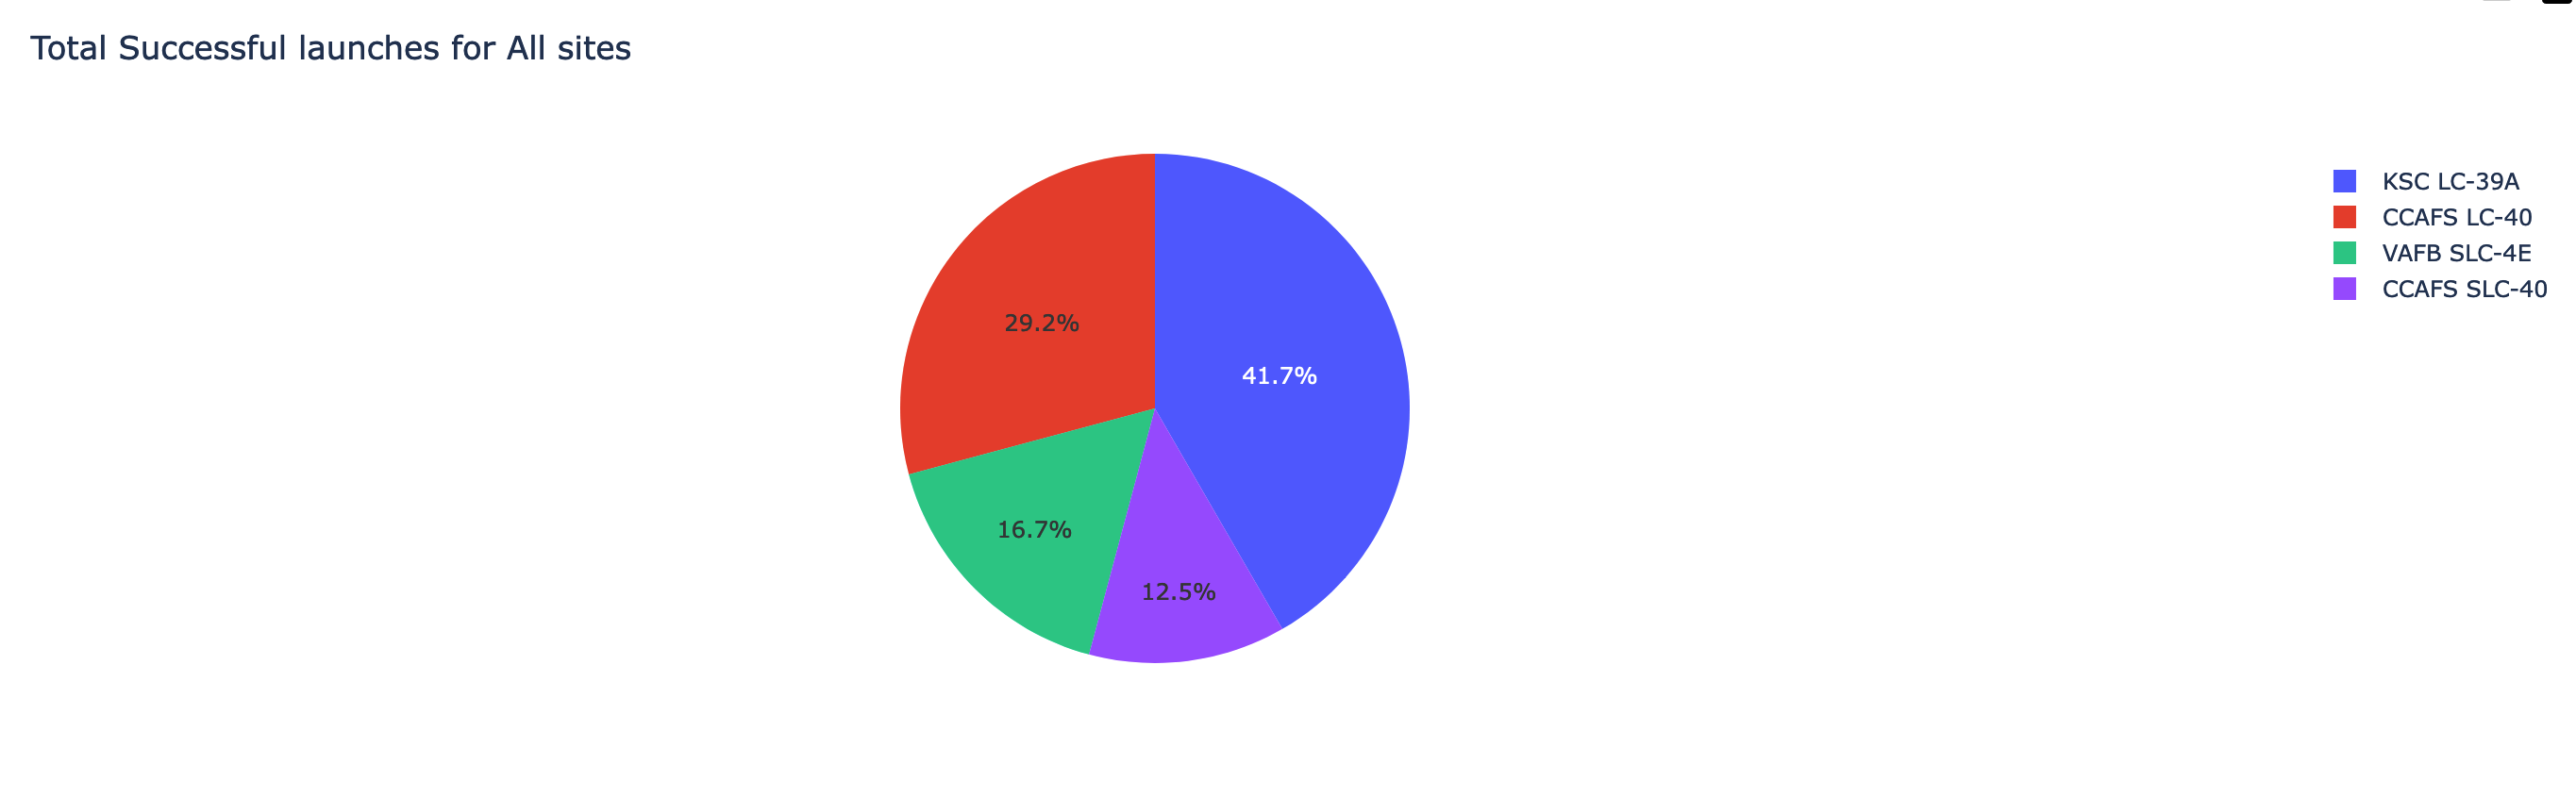 Total Successful launches for All sites
KSC LC-39A
CCAFS LC-40
VAFB SLC-4E
CCAFS SLC-40
29.2%
41.7%
16.7%
12.5%